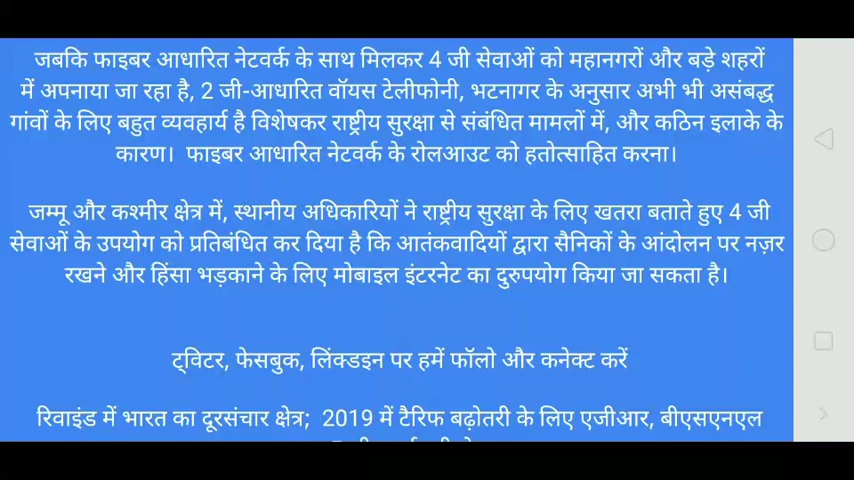 जबकि फाइबर आधारित नेटवर्क के साथ मिलकर 4 जी सेवाओं को महानगरों और बड़े शहरों
में अपनाया जा रहा है, 2 जी-आधारित वॉयस टेलीफोनी, भटनागर के अनुसार अभी भी असंबद्ध
गांवों के लिए बहुत व्यवहार्य है विशेषकर राष्ट्रीय सुरक्षा से संबंधित मामलों में, और कठिन इलाके के
कारण। फाइबर आधारित नेटवर्क के रोलआउट को हतोत्साहित करना।
जम्मू और कश्मीर क्षेत्र में, स्थानीय अधिकारियों ने राष्ट्रीय सुरक्षा के लिए खतरा बताते हुए 4 जी
सेवाओं के उपयोग को प्रतिबंधित कर दिया है कि आतंकवादियों द्वारा सैनिकों के आंदोलन पर नज़र
रखने और हिंसा भड़काने के लिए मोबाइल इंटरनेट का दुरुपयोग किया जा सकता है।
ट्विटर, फेसबुक, लिंक्डइन पर हमें फॉलो और कनेक्ट करें
रिवाइंड में भारत का दूरसंचार क्षेत्र; 2019 में टैरिफ बढ़ोतरी के लिए एजीआर, बीएसएनएल